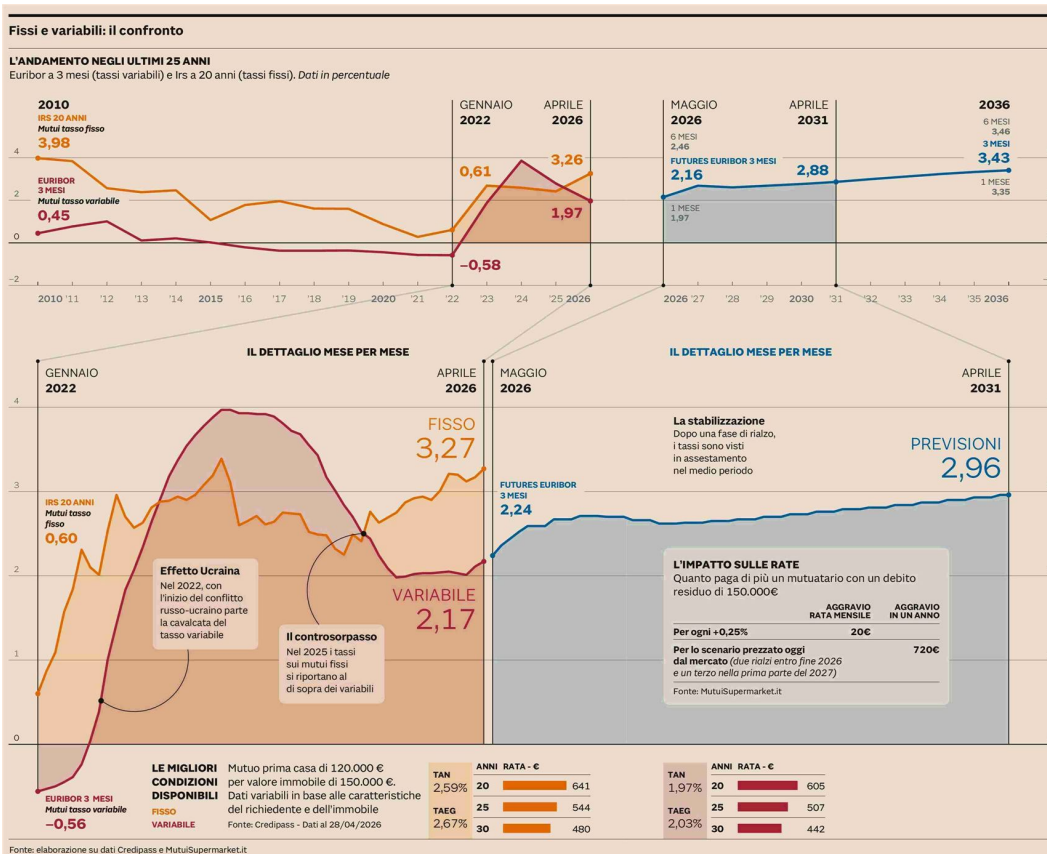 Fissi e variabili: il confronto
L'ANDAMENTO NEGLI ULTIMI 25 ANNI
Euribor a 3 mesi (tassi variabili) e Irs a 20 anni (tassi fissi). Dati in percentuale
2010
IRS 20 ANNI
Mutui tasso fisso
3,98
EURIBOR
3 MESI
Mutui tasso variabile
0,45
GENNAIO
2022
APRILE
2026
0,61
3,26
1,97
−0,58
MAGGIO
2026
6 MESI
2,46
FUTURES EURIBOR 3 MESI
2,16
1 MESE
1,97
APRILE
2031
2,88
2036
6 MESI
3,46
3 MESI
3,43
1 MESE
3,35
4
2
0
−2
2010 '11 '12 '13 '14 2015 '16 '17 '18 '19 2020 '21 '22 '23 '24 '25 2026
2026 '27 '28 '29 2030 '31 '32 '33 '34 '35 2036
IL DETTAGLIO MESE PER MESE
GENNAIO
2022
APRILE
2026
4
3
2
1
0
IRS 20 ANNI
Mutui tasso
fisso
0,60
FISSO
3,27
VARIABILE
2,17
Effetto Ucraina
Nel 2022, con
l'inizio del conflitto
russo-ucraino parte
la cavalcata del
tasso variabile
Il controsorpasso
Nel 2025 i tassi
sui mutui fissi
si riportano al
di sopra dei variabili
EURIBOR 3 MESI
Mutui tasso variabile
−0,56
IL DETTAGLIO MESE PER MESE
MAGGIO
2026
APRILE
2031
FUTURES EURIBOR
3 MESI
2,24
La stabilizzazione
Dopo una fase di rialzo,
i tassi sono visti
in assestamento
nel medio periodo
PREVISIONI
2,96
L'IMPATTO SULLE RATE
Quanto paga di più un mutuatario con un debito
residuo di 150.000€
AGGRAVIO
RATA MENSILE
AGGRAVIO
IN UN ANNO
Per ogni +0,25% 20€
Per lo scenario prezzato oggi 720€
dal mercato (due rialzi entro fine 2026
e un terzo nella prima parte del 2027)
Fonte: MutuiSupermarket.it
LE MIGLIORI
CONDIZIONI
DISPONIBILI
FISSO
VARIABILE
Mutuo prima casa di 120.000 €
per valore immobile di 150.000 €.
Dati variabili in base alle caratteristiche
del richiedente e dell'immobile
Fonte: Credipass - Dati al 28/04/2026
TAN
2,59%
TAEG
2,67%
ANNI RATA - €
20 641
25 544
30 480
TAN
1,97%
TAEG
2,03%
ANNI RATA - €
20 605
25 507
30 442
Fonte: elaborazione su dati Credipass e MutuiSupermarket.it